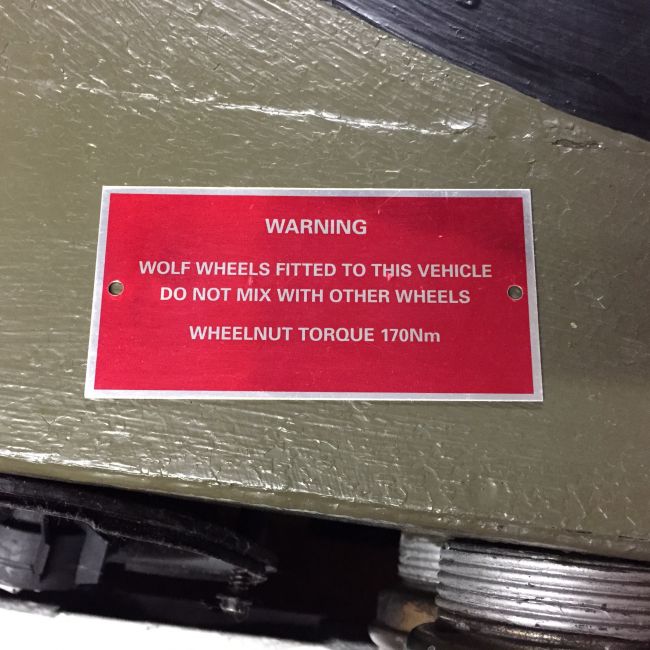 WARNING
WOLF WHEELS FITTED TO THIS VEHICLE
DO NOT MIX WITH OTHER WHEELS
WHEELNUT TORQUE 170Nm